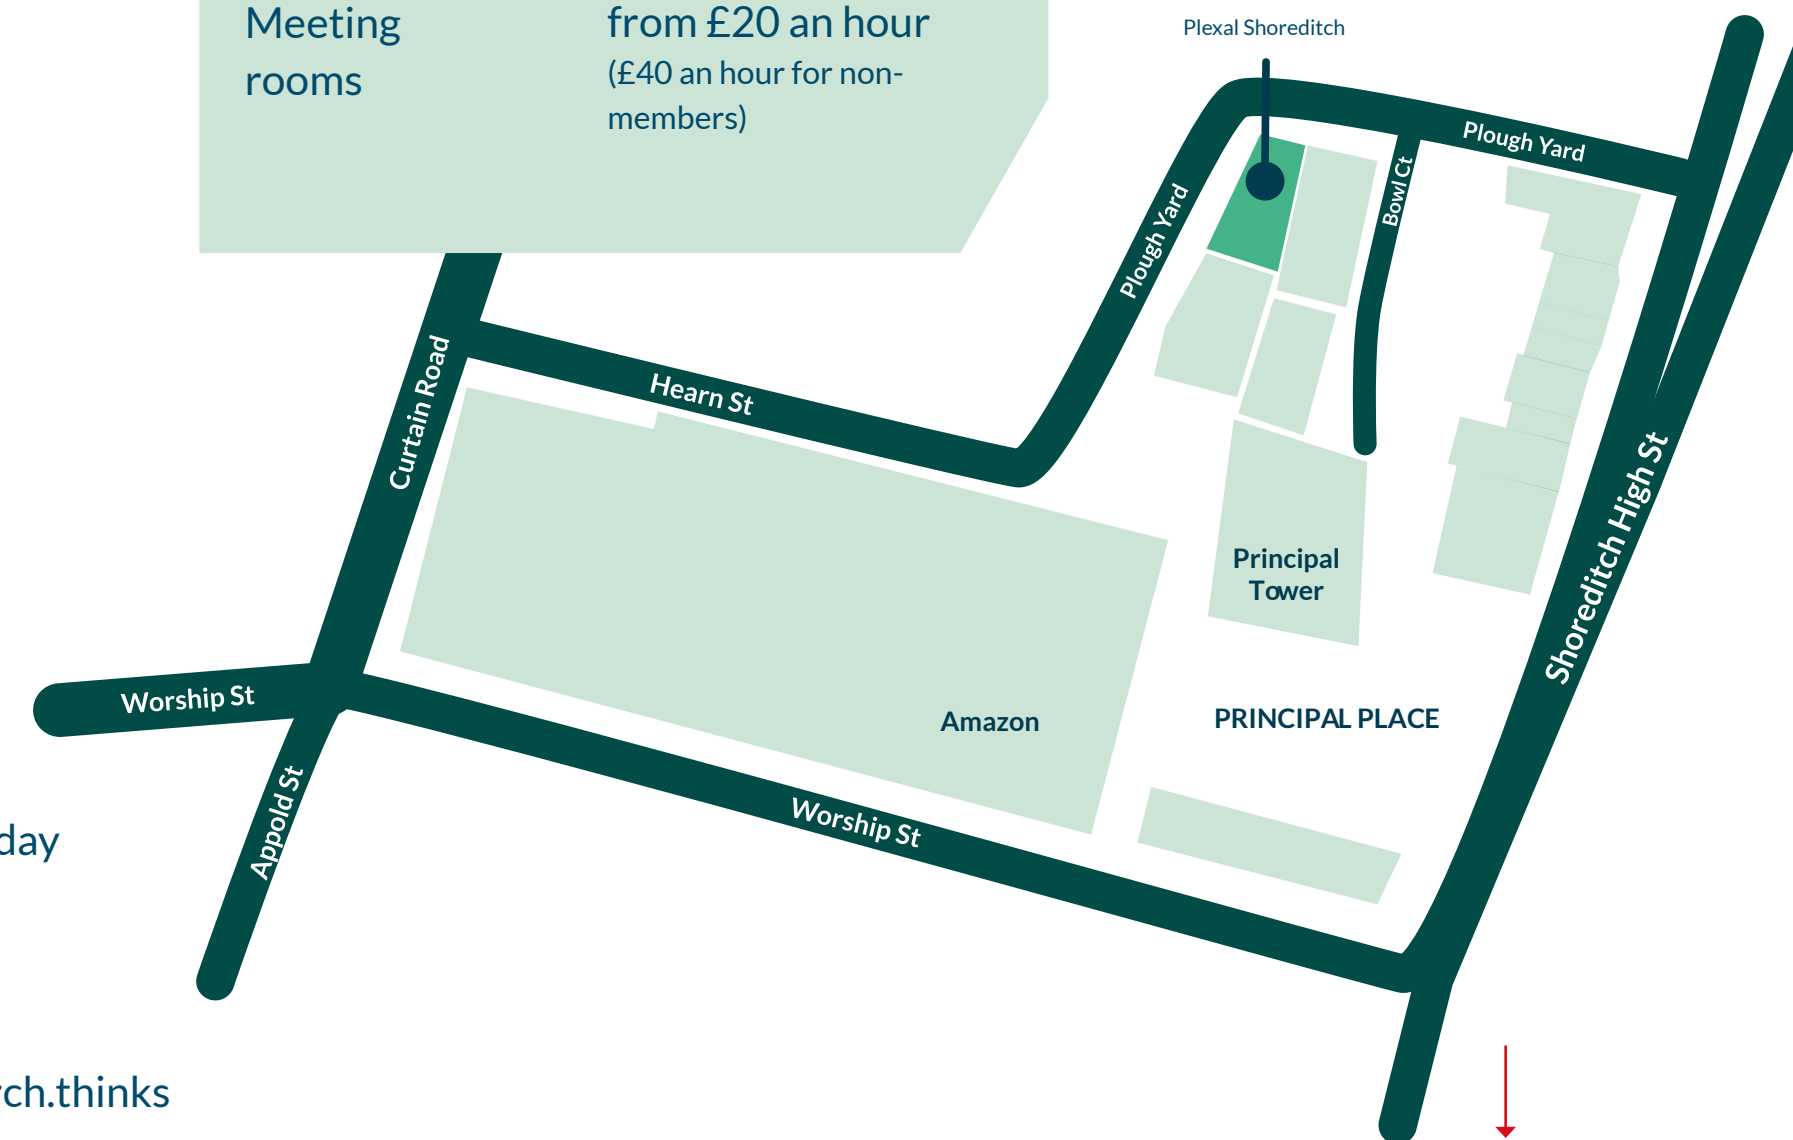 Meeting
rooms
from £20 an hour
(£40 an hour for non-
members)
Plexal Shoreditch
Plough Yard
Bowl Ct
Plough Yard
Curtain Road
Hearn St
Shoreditch High St
Principal
Tower
Worship St
Amazon
PRINCIPAL PLACE
Appold St
Worship St
day
rch.thinks